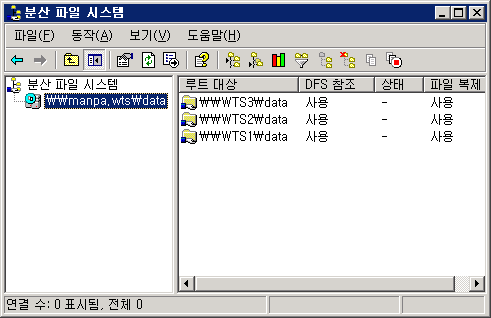 분산 파일 시스템
파일(F) 동작(A) 보기(V) 도움말(H)
분산 파일 시스템
\\manpa.wts\data
루트 대상 DFS 참조 상태 파일 복제
\\WTS3\data 사용 - 사용
\\WTS2\data 사용 - 사용
\\WTS1\data 사용 - 사용
연결 수: 0 표시됨, 전체 0